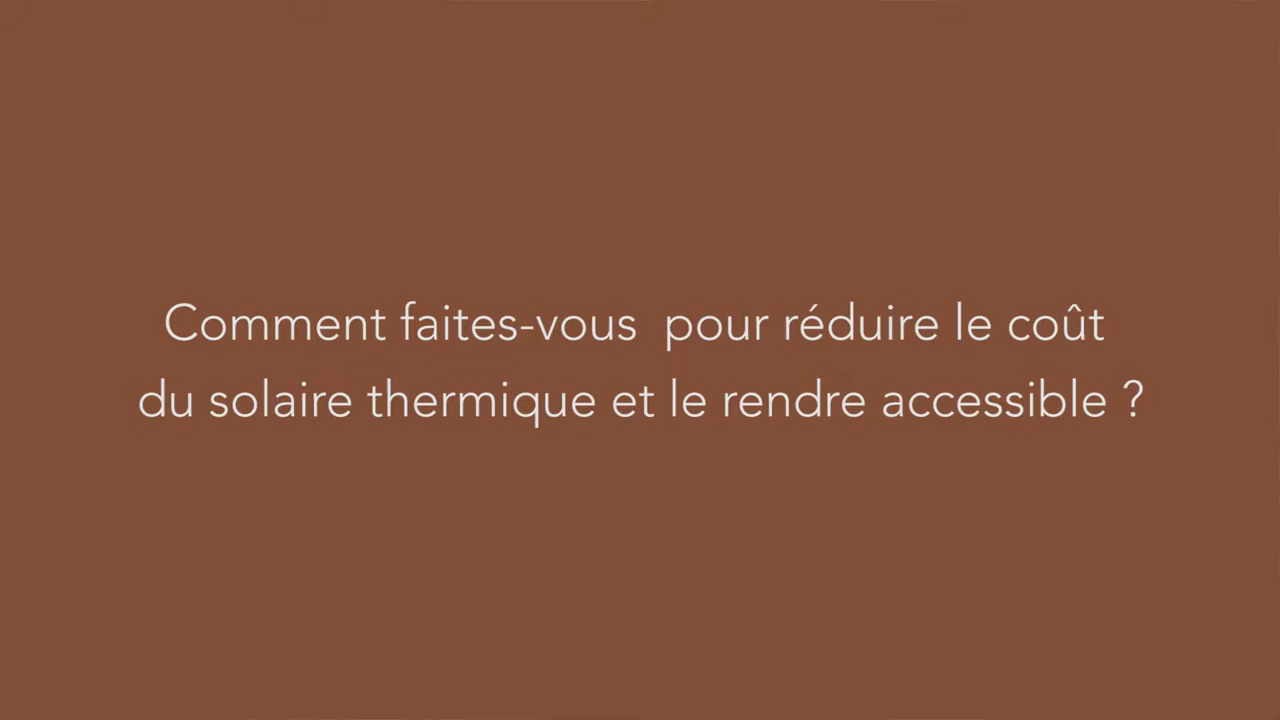 Comment faites-vous  pour réduire le coût
du solaire thermique et le rendre accessible ?